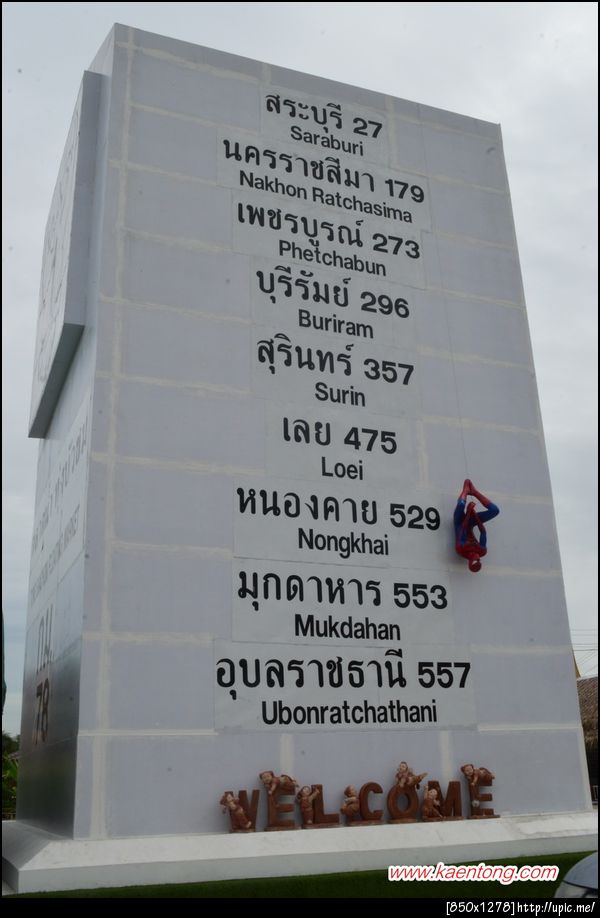 สระบุรี 27
Saraburi
นครราชสีมา 179
Nakhon Ratchasima
เพชรบูรณ์ 273
Phetchabun
บุรีรัมย์ 296
Buriram
สุรินทร์ 357
Surin
เลย 475
Loei
หนองคาย 529
Nongkhai
มุกดาหาร 553
Mukdahan
อุบลราชธานี 557
Ubonratchathani
กม.
78
WELCOME
www.kaentong.com
[850x1278]http://upic.me/